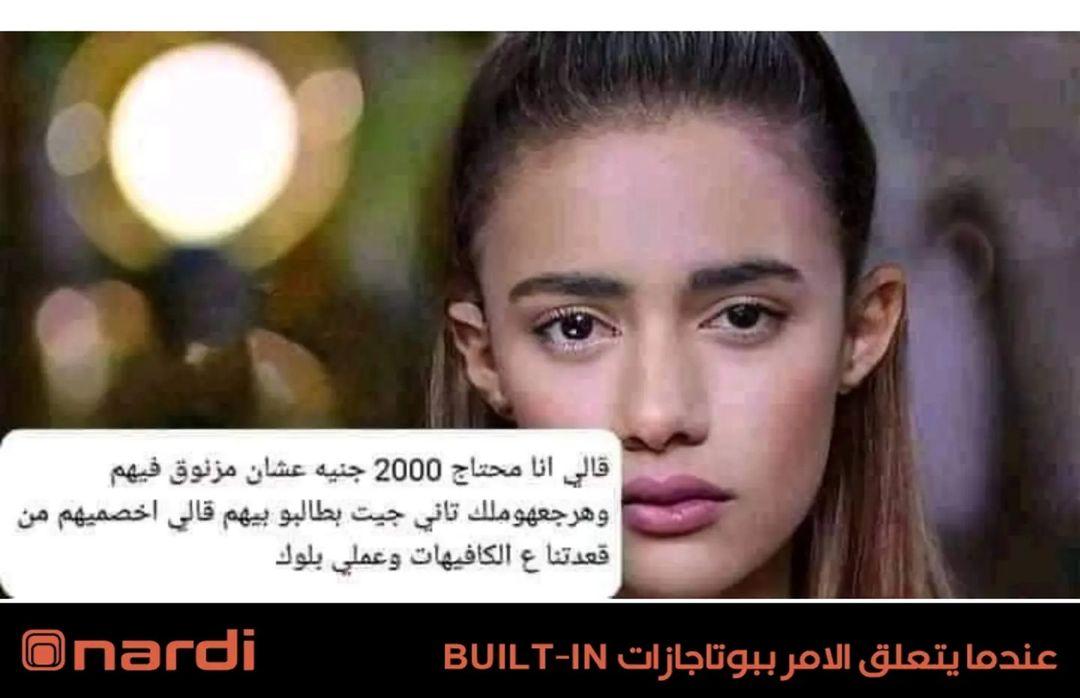 قالي انا محتاج 2000 جنيه عشان مزنوق فيهم
وهرجعهوملك تاني جيت بطالبو بيهم قالي اخصميهم من
قعدتنا ع الكافيهات وعملي بلوك
عندما يتعلق الامر ببوتاجازات BUILT-IN
nardi